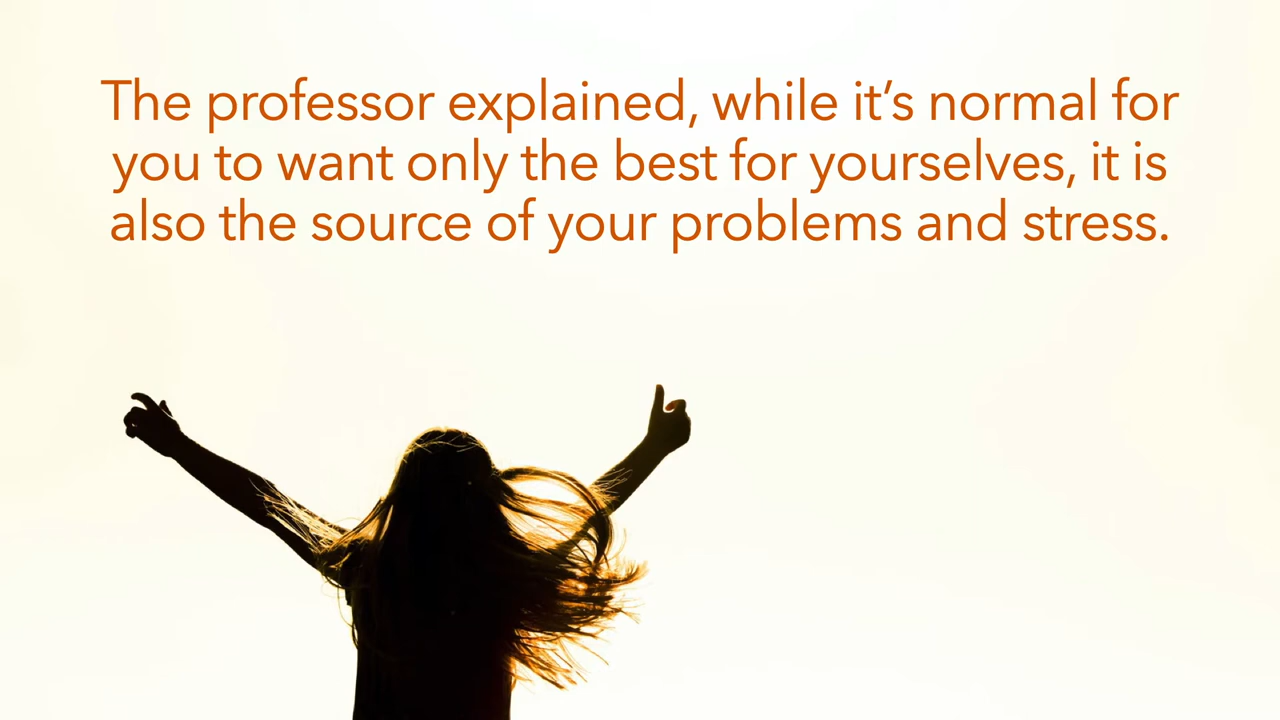 The professor explained, while it’s normal for
you to want only the best for yourselves, it is
also the source of your problems and stress.